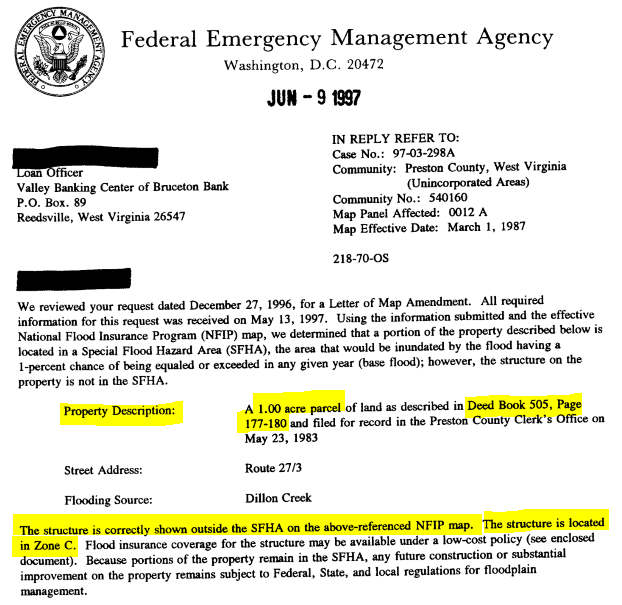 FEDERAL EMERGENCY MANAGEMENT AGENCY
Federal Emergency Management Agency
Washington, D.C. 20472
JUN - 9 1997
IN REPLY REFER TO:
Case No.: 97-03-298A
Community: Preston County, West Virginia
(Unincorporated Areas)
Community No.: 540160
Map Panel Affected: 0012 A
Map Effective Date: March 1, 1987
218-70-OS
Loan Officer
Valley Banking Center of Bruceton Bank
P.O. Box. 89
Reedsville, West Virginia 26547
We reviewed your request dated December 27, 1996, for a Letter of Map Amendment. All required
information for this request was received on May 13, 1997. Using the information submitted and the effective
National Flood Insurance Program (NFIP) map, we determined that a portion of the property described below is
located in a Special Flood Hazard Area (SFHA), the area that would be inundated by the flood having a
1-percent chance of being equaled or exceeded in any given year (base flood); however, the structure on the
property is not in the SFHA.
Property Description: A 1.00 acre parcel of land as described in Deed Book 505, Page
177-180 and filed for record in the Preston County Clerk's Office on
May 23, 1983
Street Address: Route 27/3
Flooding Source: Dillon Creek
The structure is correctly shown outside the SFHA on the above-referenced NFIP map. The structure is located
in Zone C. Flood insurance coverage for the structure may be available under a low-cost policy (see enclosed
document). Because portions of the property remain in the SFHA, any future construction or substantial
improvement on the property remains subject to Federal, State, and local regulations for floodplain
management.